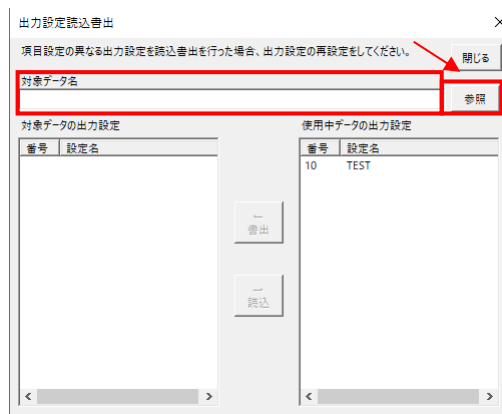 出力設定読込書出
項目設定の異なる出力設定を読込書出を行った場合、出力設定の再設定をしてください。
閉じる
対象データ名
参照
対象データの出力設定
使用中データの出力設定
番号 設定名
番号 設定名
10 TEST
書出
読込